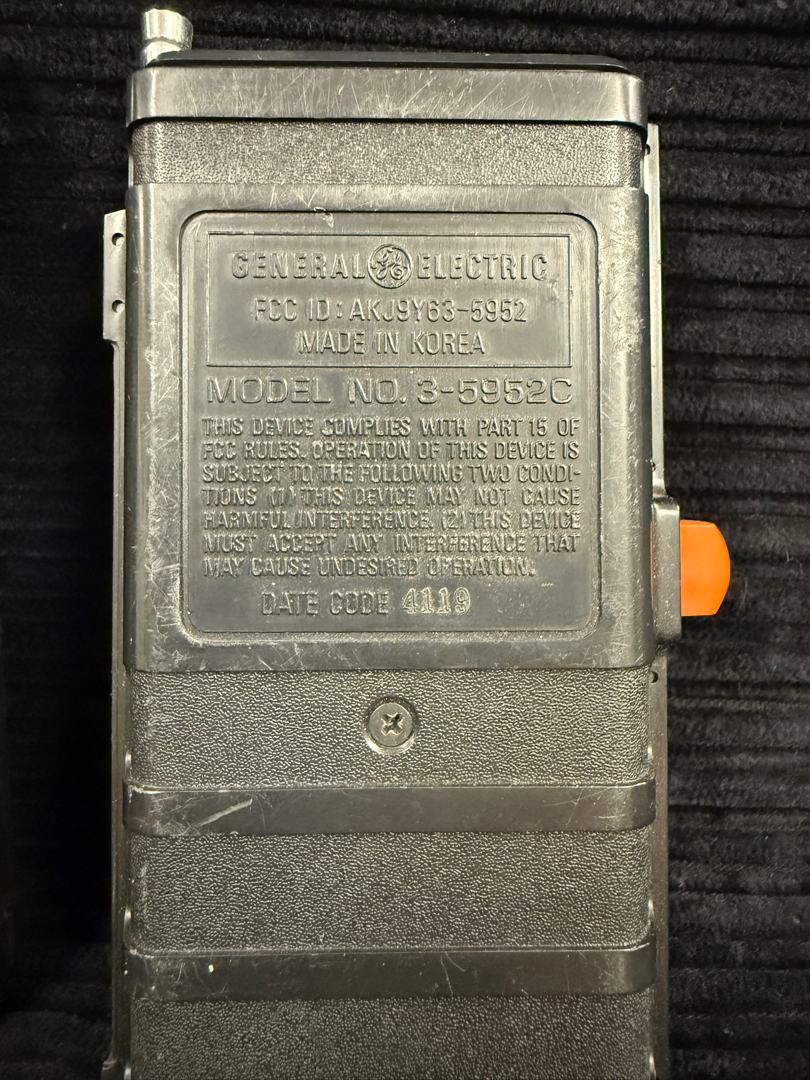 GENERAL GE ELECTRIC
FCC ID: AKJ9Y63-5952
MADE IN KOREA
MODEL NO. 3-5952C
THIS DEVICE COMPLIES WITH PART 15 OF
FCC RULES. OPERATION OF THIS DEVICE IS
SUBJECT TO THE FOLLOWING TWO CONDI-
TIONS (1) THIS DEVICE MAY NOT CAUSE
HARMFUL INTERFERENCE. (2) THIS DEVICE
MUST ACCEPT ANY INTERFERENCE THAT
MAY CAUSE UNDESIRED OPERATION.
DATE CODE 4119